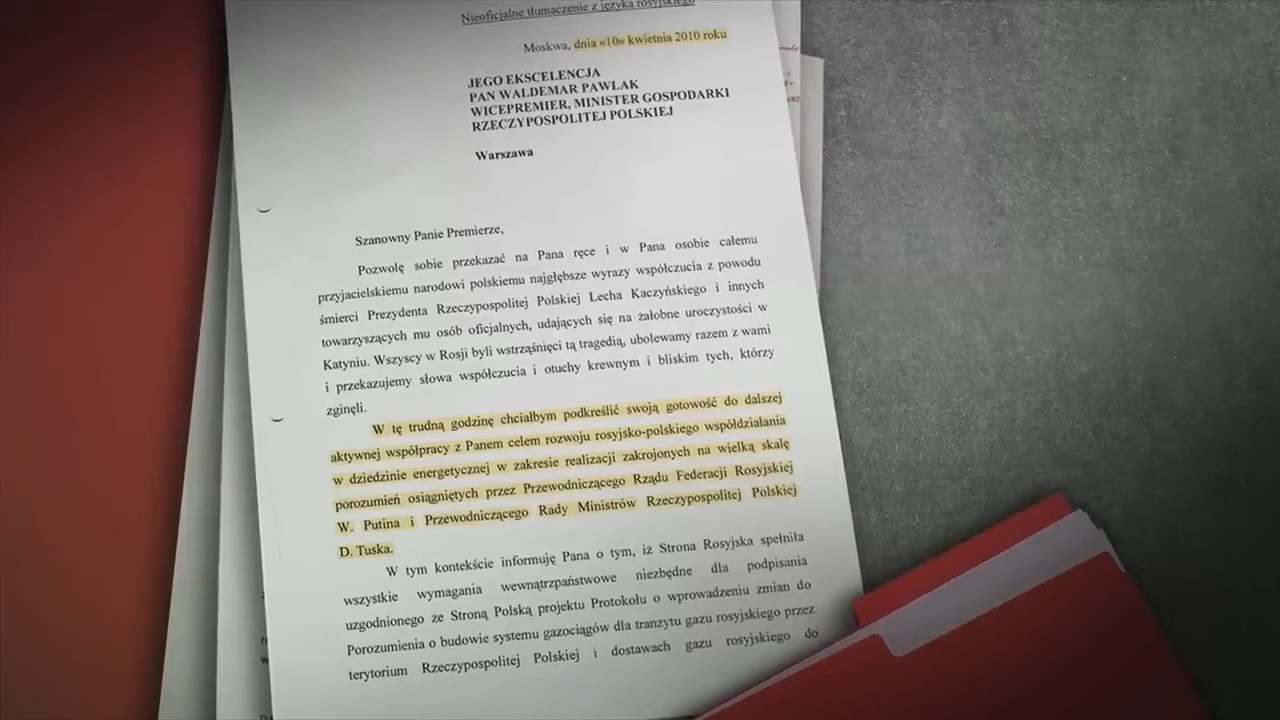 Nieoficjalne tłumaczenie z języka rosyjskiego
Moskwa, dnia «10» kwietnia 2010 roku
JEGO EKSCELENCJA
PAN WALDEMAR PAWLAK
WICEPREMIER, MINISTER GOSPODARKI
RZECZYPOSPOLITEJ POLSKIEJ
Warszawa
Szanowny Panie Premierze,
Pozwolę sobie przekazać na Pana ręce i w Pana osobie całemu
przyjacielskiemu narodowi polskiemu najgłębsze wyrazy współczucia z powodu
śmierci Prezydenta Rzeczypospolitej Polskiej Lecha Kaczyńskiego i innych
towarzyszących mu osób oficjalnych, udających się na żałobne uroczystości w
Katyniu. Wszyscy w Rosji byli wstrząśnięci tą tragedią, ubolewamy razem z wami
i przekazujemy słowa współczucia i otuchy krewnym i bliskim tych, którzy
zginęli.
W tę trudną godzinę chciałbym podkreślić swoją gotowość do dalszej
aktywnej współpracy z Panem celem rozwoju rosyjsko-polskiego współdziałania
w dziedzinie energetycznej w zakresie realizacji zakrojonych na wielką skalę
porozumień osiągniętych przez Przewodniczącego Rządu Federacji Rosyjskiej
W. Putina i Przewodniczącego Rady Ministrów Rzeczypospolitej Polskiej
D. Tuska.
W tym kontekście informuję Pana o tym, iż Strona Rosyjska spełniła
wszystkie wymagania wewnątrzpaństwowe niezbędne dla podpisania
uzgodnionego ze Stroną Polską projektu Protokołu o wprowadzeniu zmian do
Porozumienia o budowie systemu gazociągów dla tranzytu gazu rosyjskiego przez
terytorium Rzeczypospolitej Polskiej i dostawach gazu rosyjskiego do